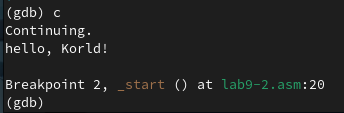 (gdb) c
Continuing.
hello, Korld!
Breakpoint 2, _start () at lab9-2.asm:20
(gdb)